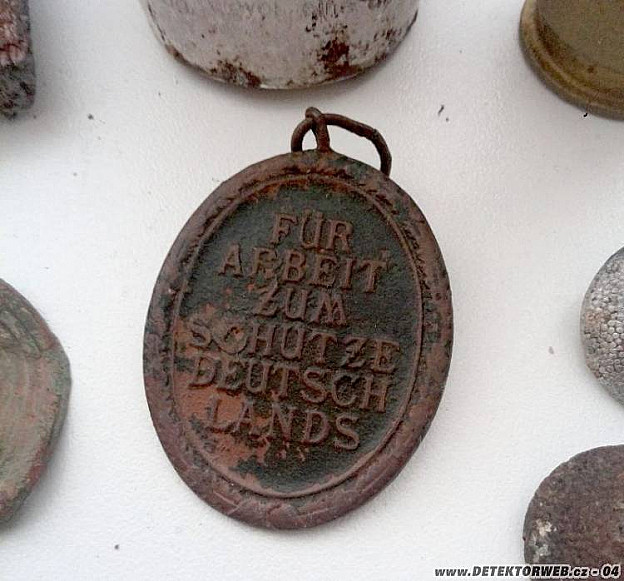 FÜR
ARBEIT
ZUM
SCHUTZE
DEUTSCH
LANDS
www.DETEKTORWEB.cz - 04